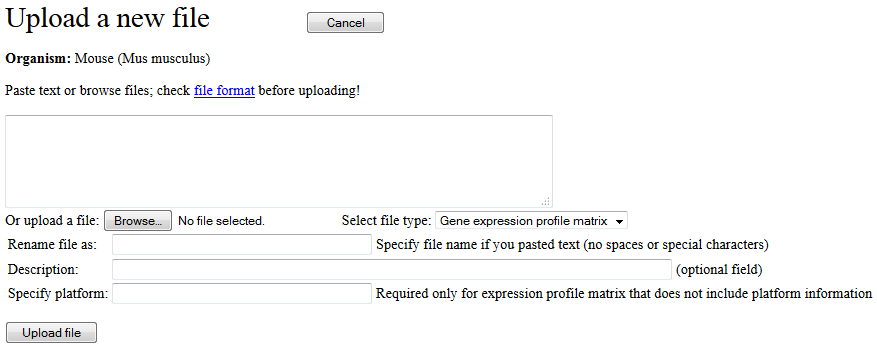 Upload a new file Cancel
Organism: Mouse (Mus musculus)
Paste text or browse files; check file format before uploading!
Or upload a file: Browse... No file selected. Select file type: Gene expression profile matrix
Rename file as: Specify file name if you pasted text (no spaces or special characters)
Description: (optional field)
Specify platform: Required only for expression profile matrix that does not include platform information
Upload file